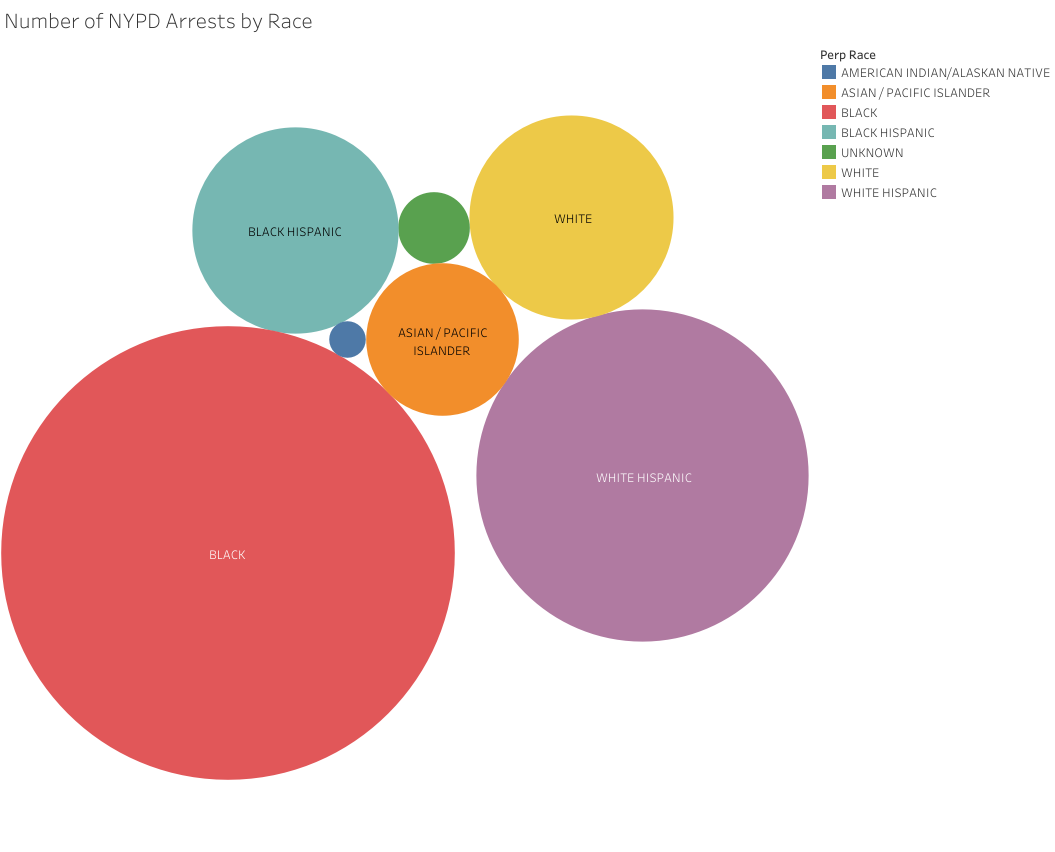 Number of NYPD Arrests by Race
Perp Race
AMERICAN INDIAN/ALASKAN NATIVE
ASIAN / PACIFIC ISLANDER
BLACK
BLACK HISPANIC
UNKNOWN
WHITE
WHITE HISPANIC
BLACK HISPANIC
WHITE
ASIAN / PACIFIC
ISLANDER
WHITE HISPANIC
BLACK